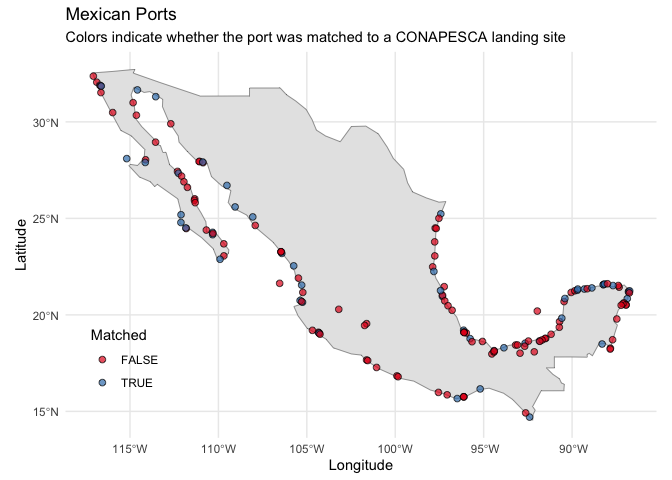 Mexican Ports
Colors indicate whether the port was matched to a CONAPESCA landing site
30°N
25°N
20°N
15°N
Latitude
Matched
FALSE
TRUE
115°W
110°W
105°W
100°W
95°W
90°W
Longitude